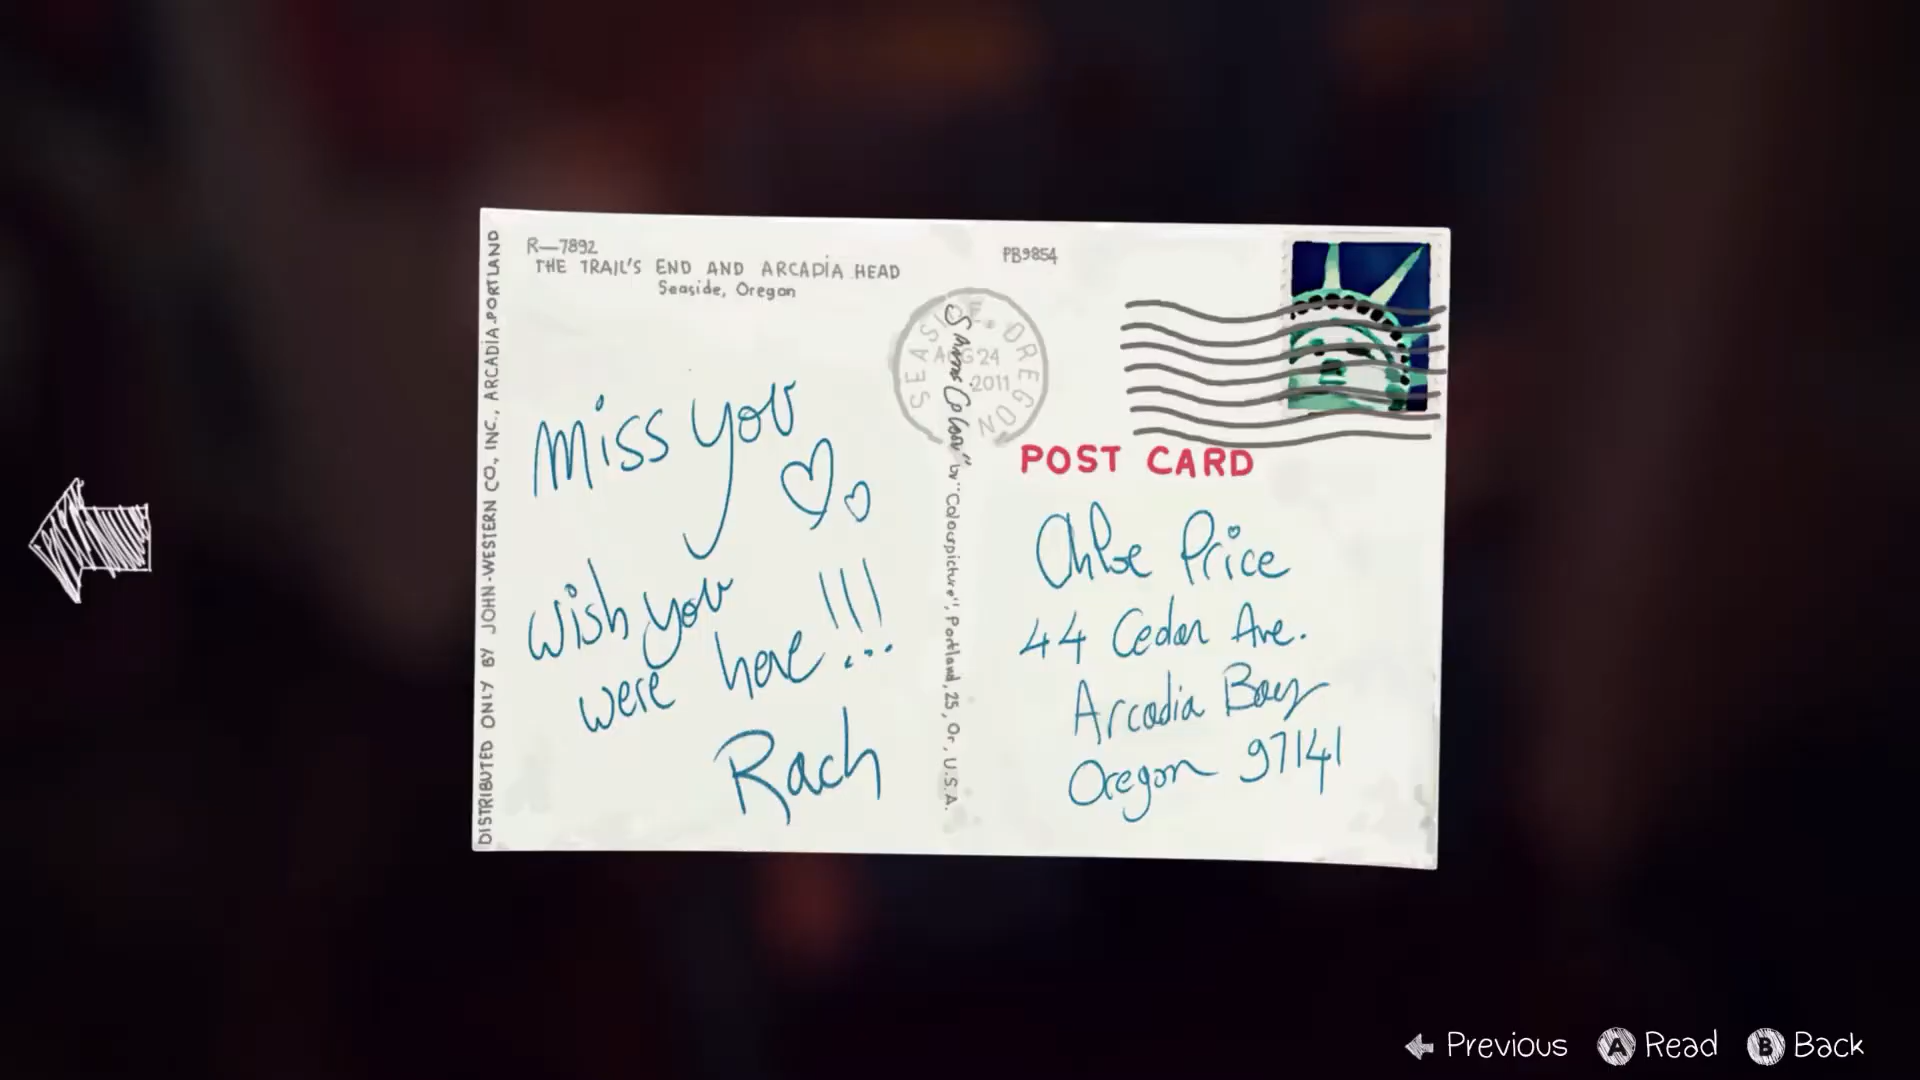 DISTRIBUTED ONLY BY JOHN-WESTERN CO., INC., ARCADIA-PORTLAND
R—7892
THE TRAIL'S END AND ARCADIA HEAD
Seaside, Oregon
PB9854
SEASIDE. OREGON
AUG 24
2011
Miss you
wish you
were here!!!
Rach
by "Colourpicture", Portland, 25, Or, U.S.A.
POST CARD
Chloe Price
44 Cedar Ave.
Arcadia Bay
Oregon 97141
Previous
A Read
B Back